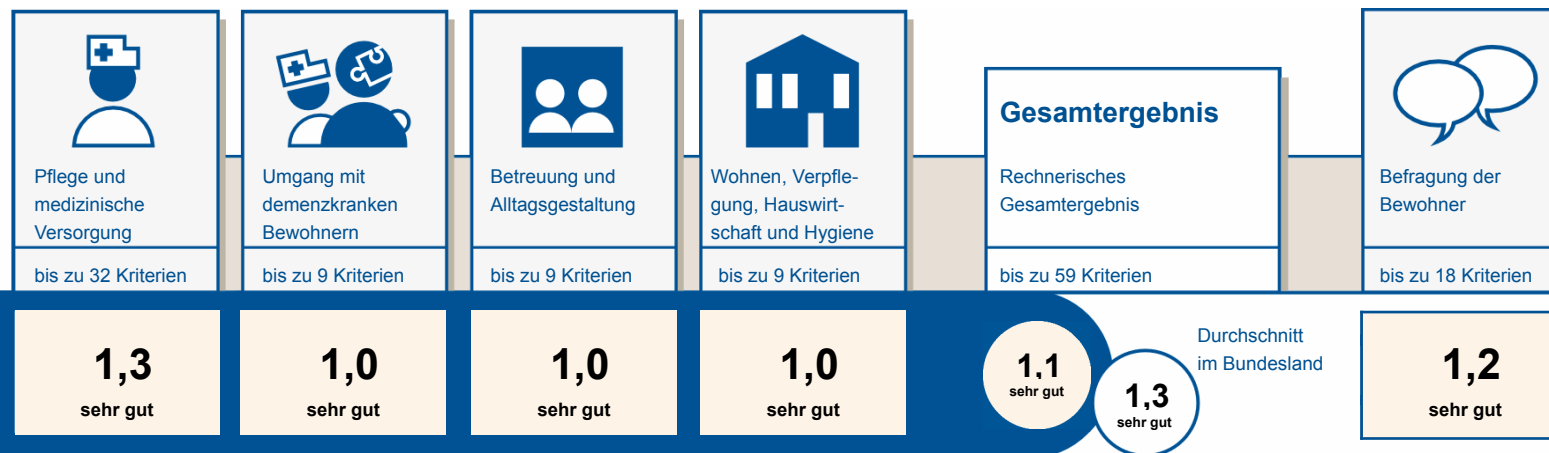 Pflege und
medizinische
Versorgung
bis zu 32 Kriterien
1,3
sehr gut
Umgang mit
demenzkranken
Bewohnern
bis zu 9 Kriterien
1,0
sehr gut
Betreuung und
Alltagsgestaltung
bis zu 9 Kriterien
1,0
sehr gut
Wohnen, Verpfle-
gung, Hauswirt-
schaft und Hygiene
bis zu 9 Kriterien
1,0
sehr gut
Gesamtergebnis
Rechnerisches
Gesamtergebnis
bis zu 59 Kriterien
1,1
sehr gut
1,3
sehr gut
Durchschnitt
im Bundesland
Befragung der
Bewohner
bis zu 18 Kriterien
1,2
sehr gut